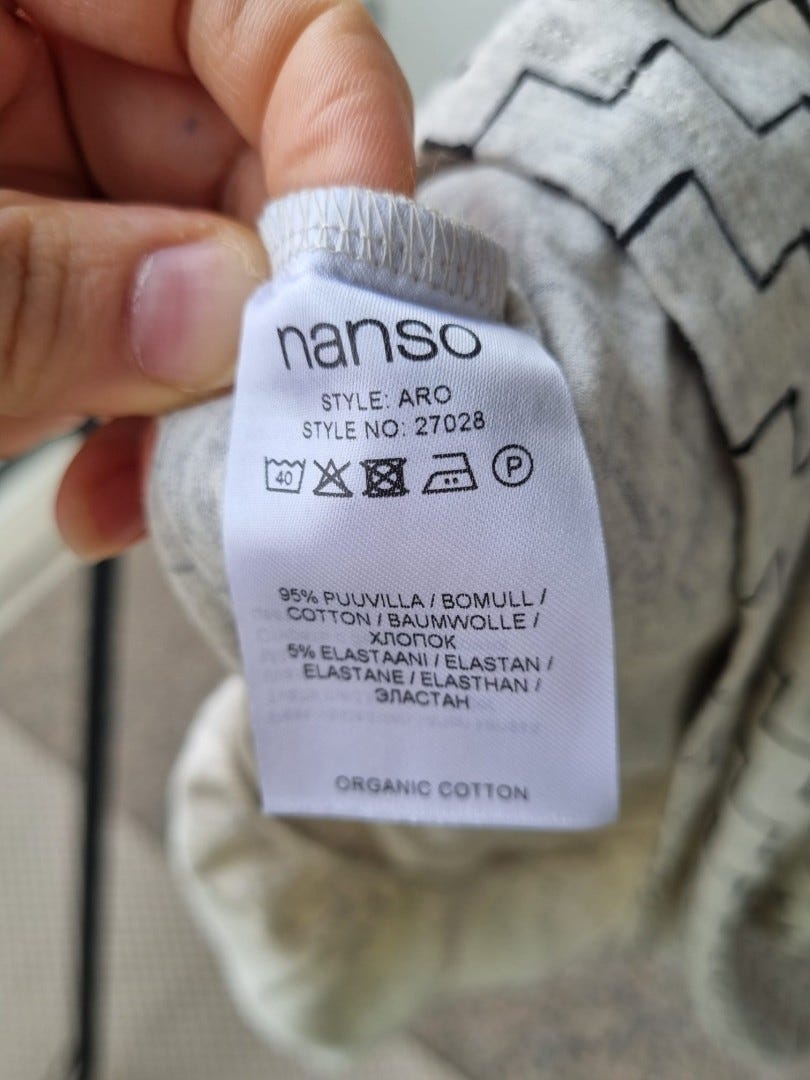 nanso
STYLE: ARO
STYLE NO: 27028
40 P
95% PUUVILLA / BOMULL /
COTTON / BAUMWOLLE /
ХЛОПОК
5% ELASTAANI / ELASTAN /
ELASTANE / ELASTHAN /
ЭЛАСТАН
ORGANIC COTTON